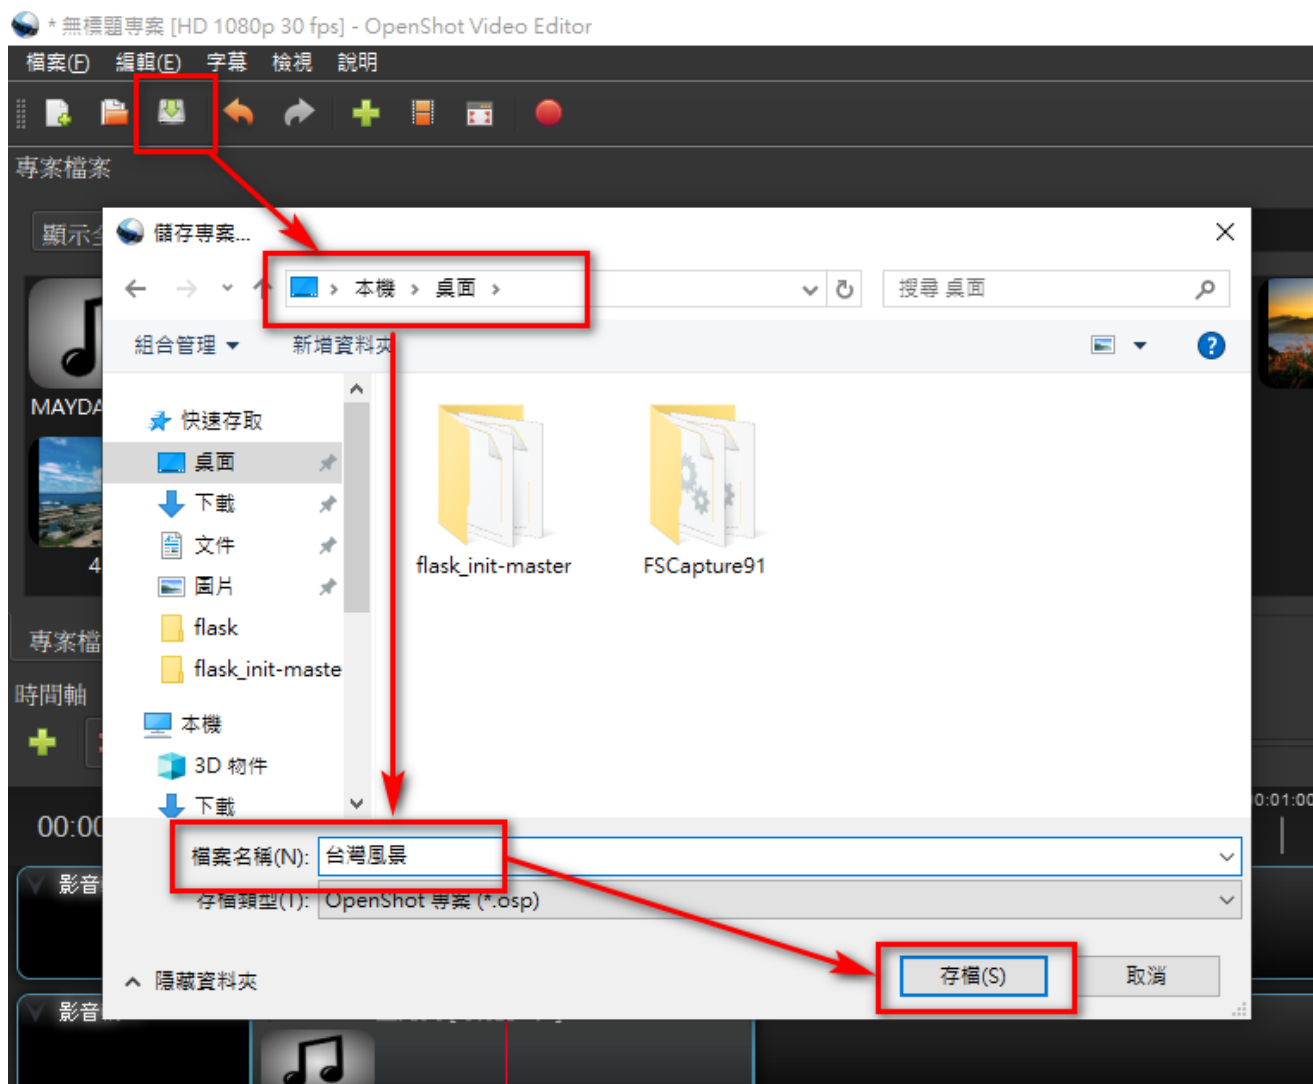 * 無標題專案 [HD 1080p 30 fps] - OpenShot Video Editor
檔案(F) 編輯(E) 字幕 檢視 說明
專案檔案
顯示全
儲存專案...
本機 > 桌面 >
搜尋 桌面
組合管理
新增資料夾
MAYDA
4
快速存取
桌面
下載
文件
圖片
flask
flask_init-maste
本機
3D 物件
下載
flask_init-master
FSCapture91
專案檔
時間軸
00:00
0:01:00
檔案名稱(N): 台灣風景
存檔類型(T): OpenShot 專案 (*.osp)
影音
隱藏資料夾
存檔(S)
取消
影音